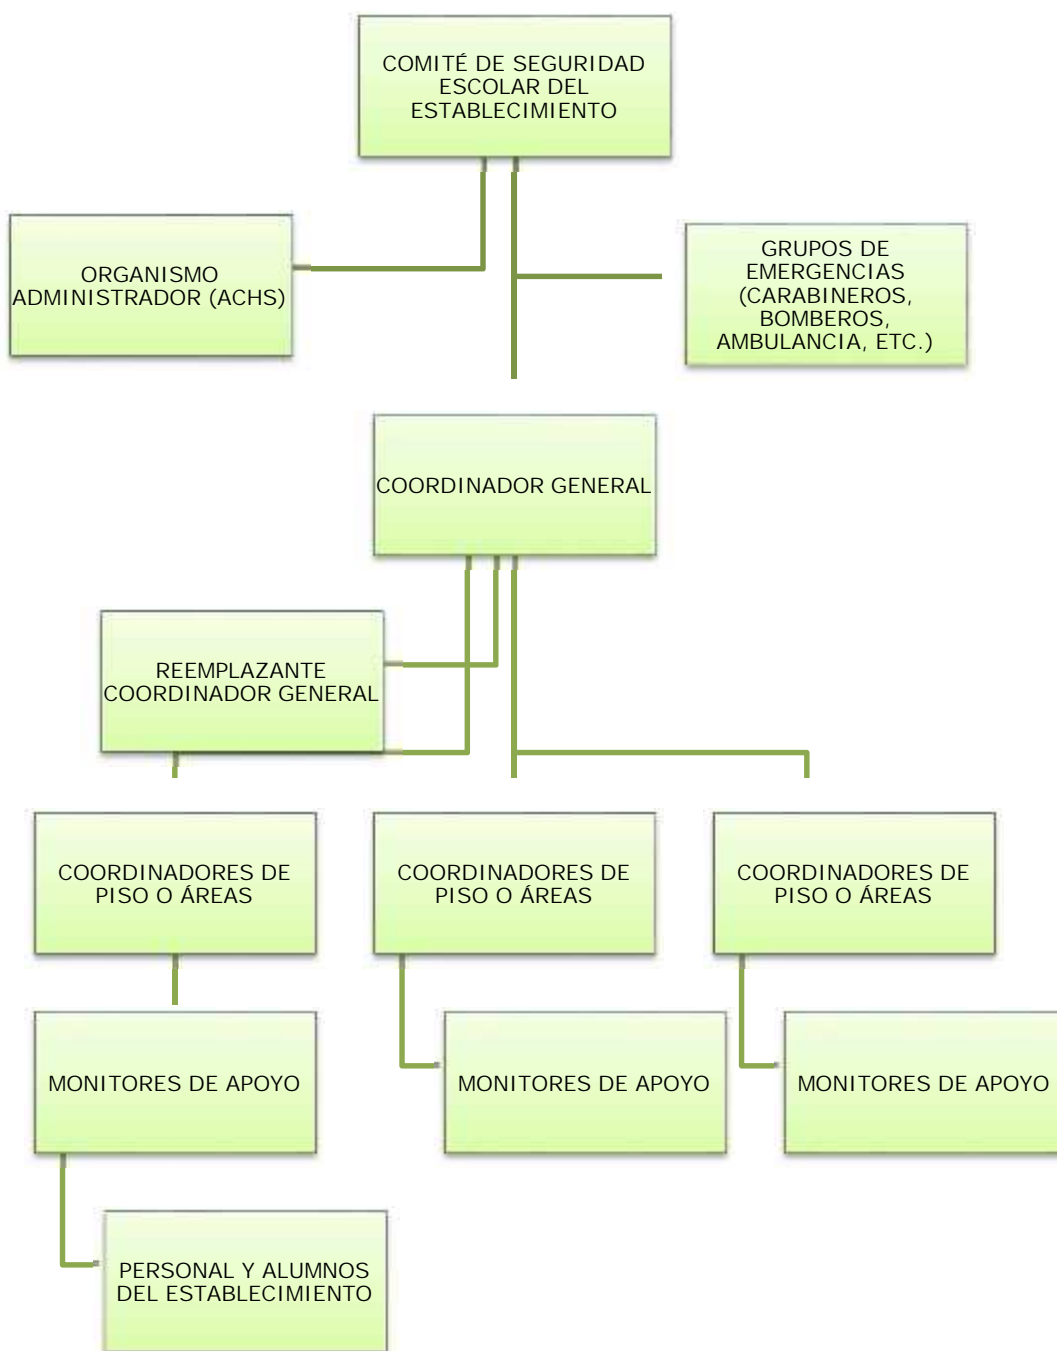 COMITÉ DE SEGURIDAD
ESCOLAR DEL
ESTABLECIMIENTO
ORGANISMO
ADMINISTRADOR (ACHS)
GRUPOS DE
EMERGENCIAS
(CARABINEROS,
BOMBEROS,
AMBULANCIA, ETC.)
COORDINADOR GENERAL
REEMPLAZANTE
COORDINADOR GENERAL
COORDINADORES DE
PISO O ÁREAS
COORDINADORES DE
PISO O ÁREAS
COORDINADORES DE
PISO O ÁREAS
MONITORES DE APOYO
MONITORES DE APOYO
MONITORES DE APOYO
PERSONAL Y ALUMNOS
DEL ESTABLECIMIENTO